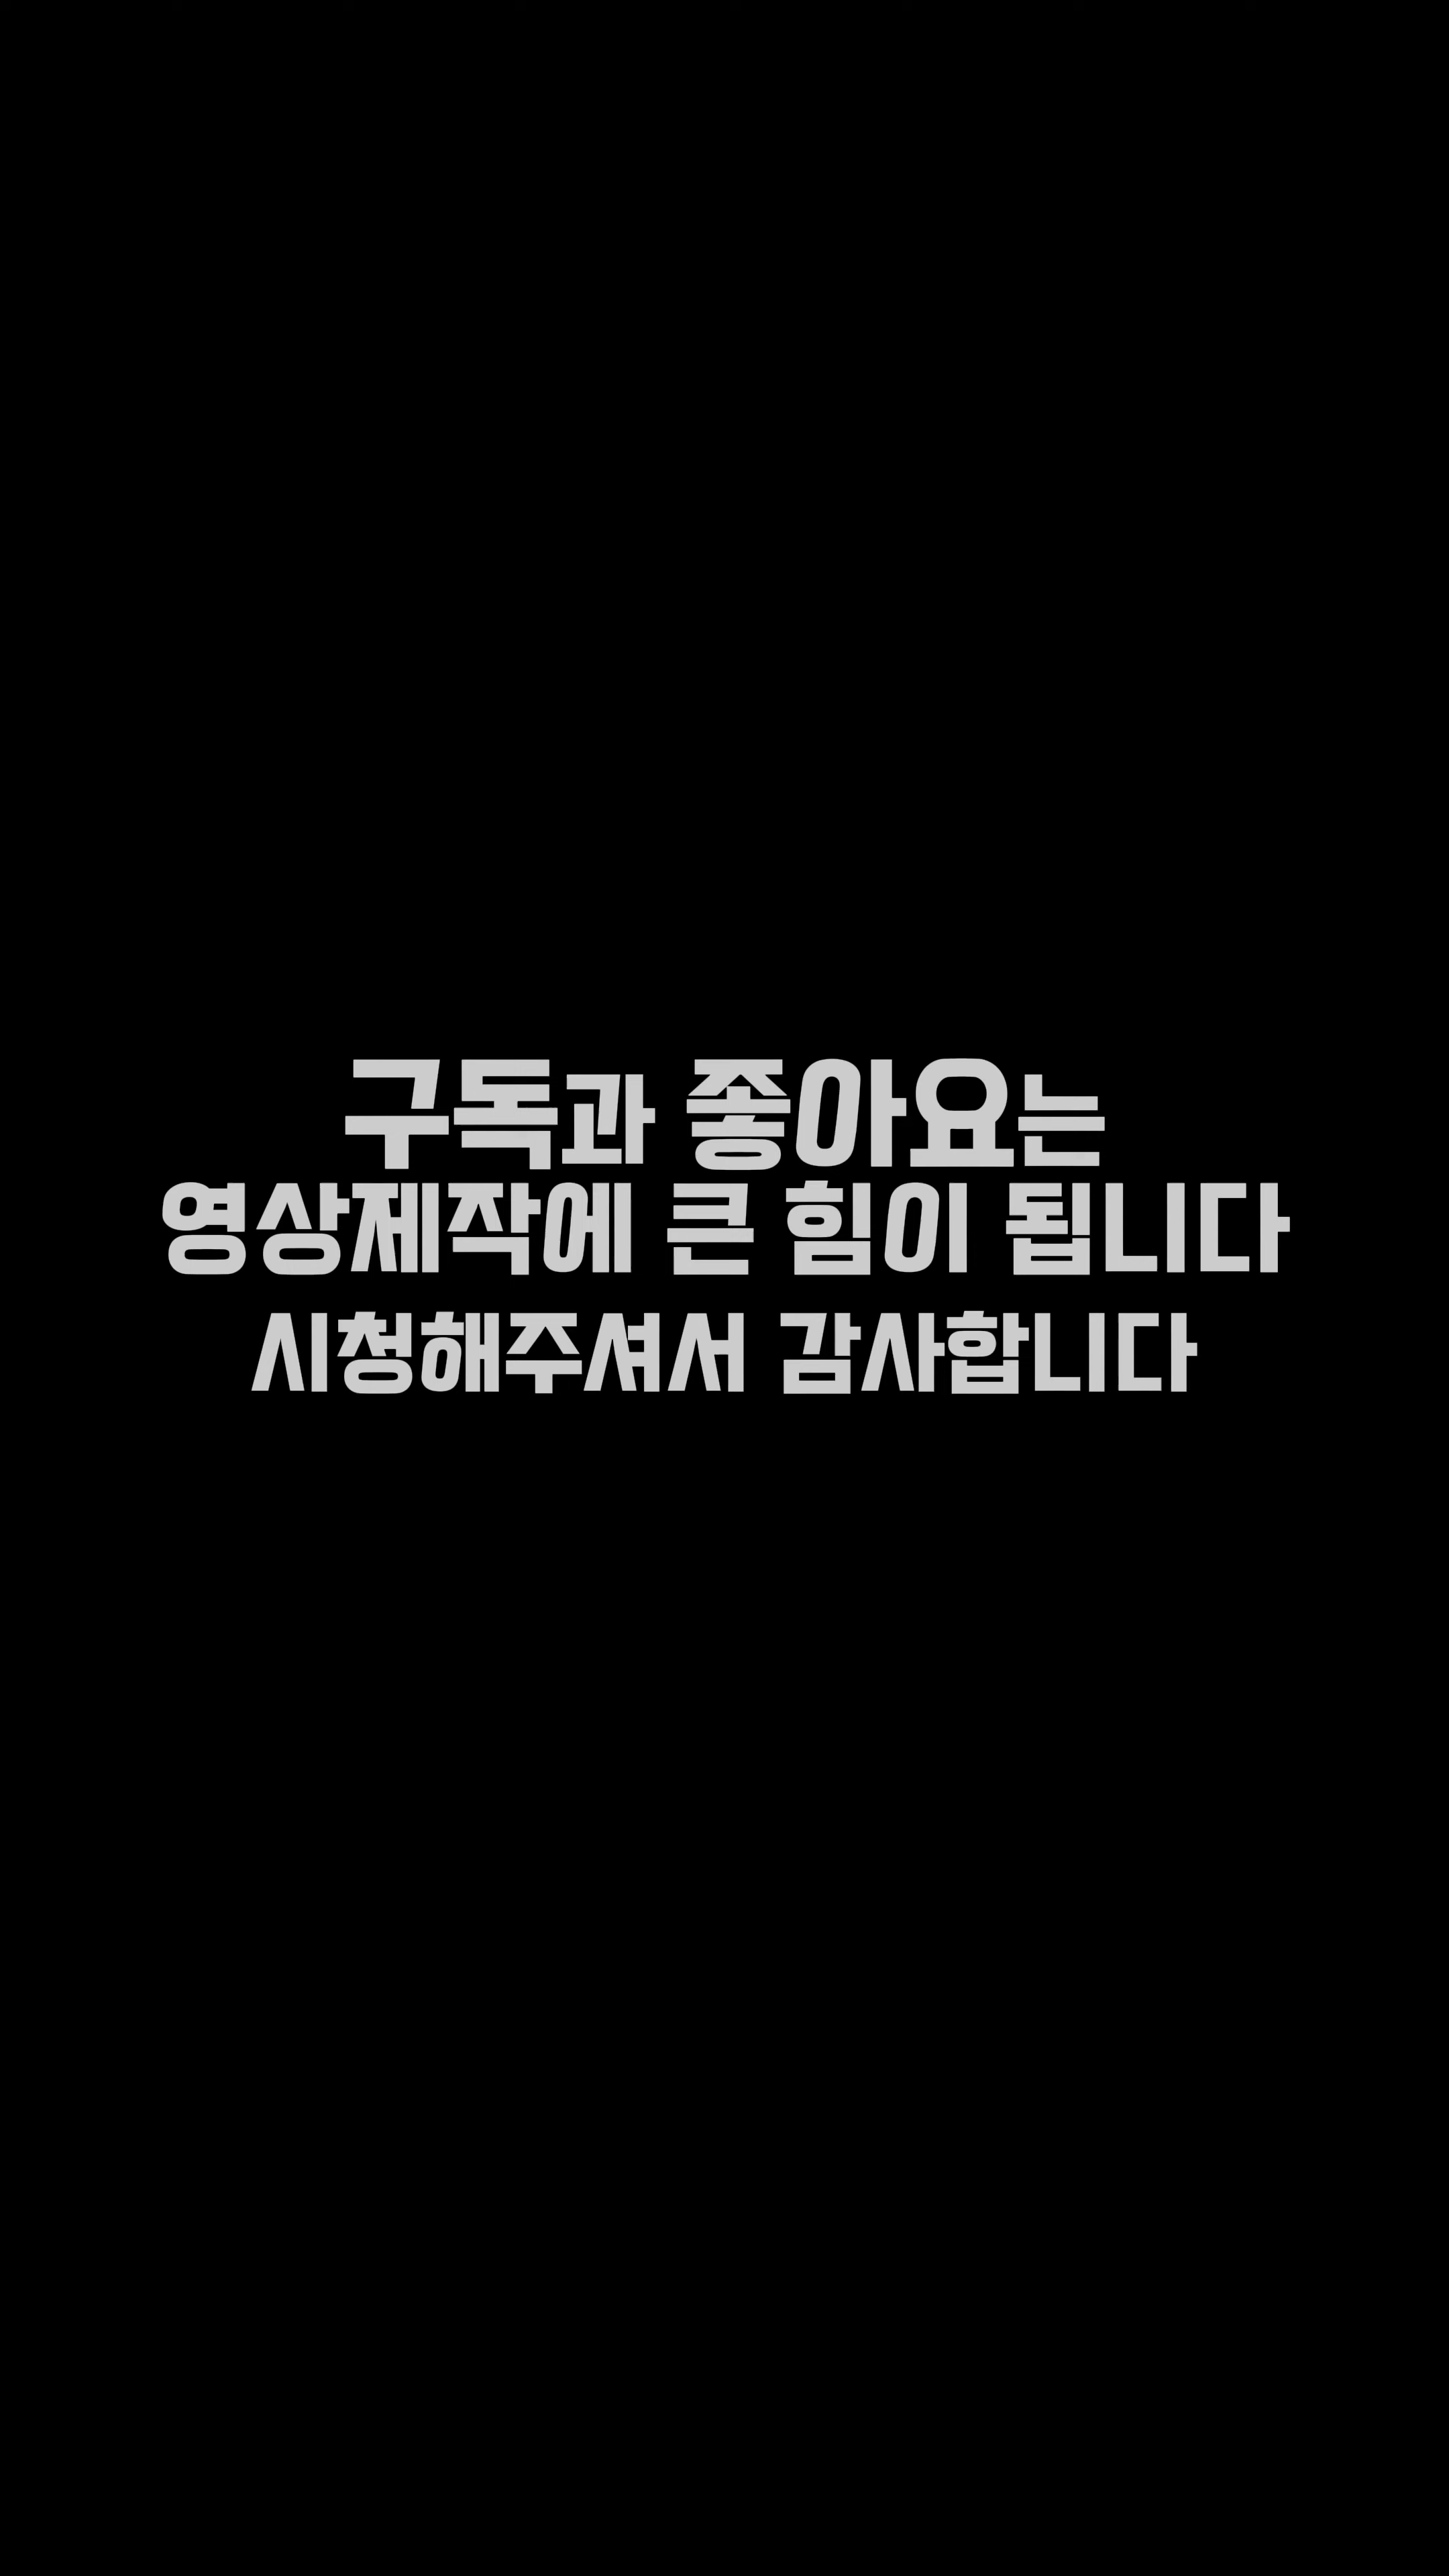 구독과 좋아요는
영상제작에 큰 힘이 됩니다
시청해주셔서 감사합니다